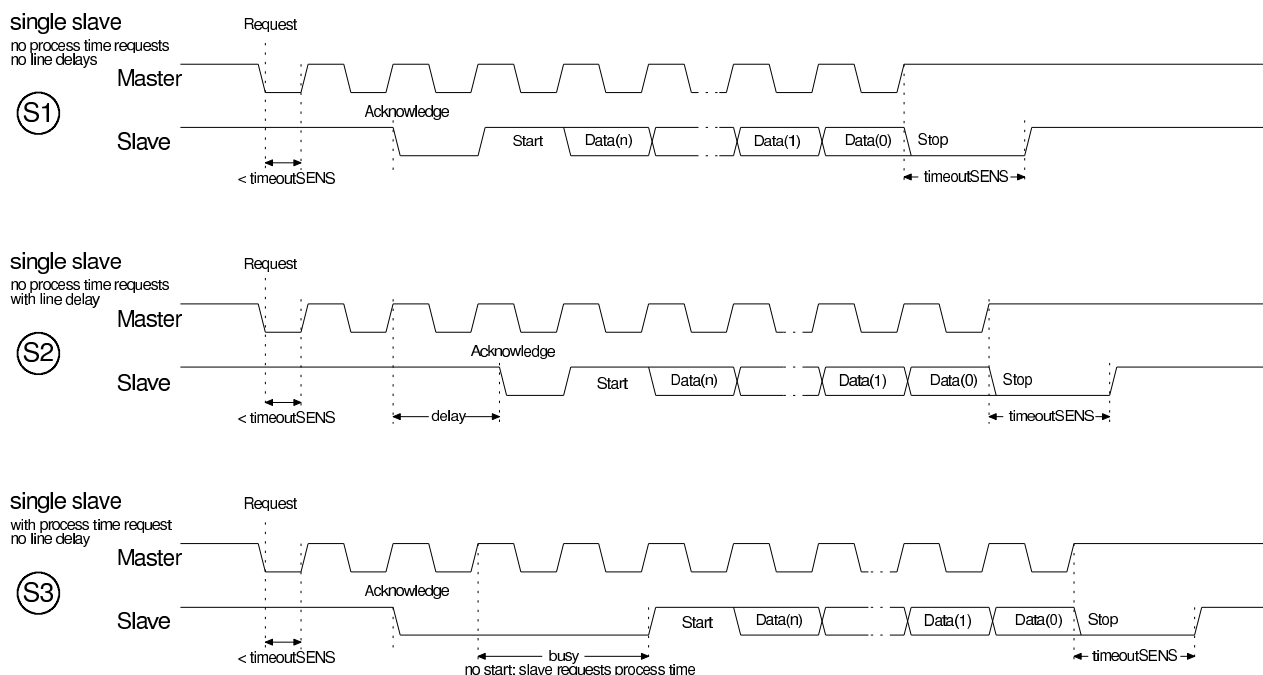 single slave
no process time requests
no line delays
S1
Request
Master
Acknowledge
Slave
Start
Data(n)
Data(1)
Data(0)
Stop
< timeoutSENS
timeoutSENS
single slave
no process time requests
with line delay
S2
Request
Master
Acknowledge
Slave
Start
Data(n)
Data(1)
Data(0)
Stop
< timeoutSENS
delay
timeoutSENS
single slave
with process time request
no line delay
S3
Request
Master
Acknowledge
Slave
Start
Data(n)
Data(1)
Data(0)
Stop
< timeoutSENS
busy
no start: slave requests process time
timeoutSENS